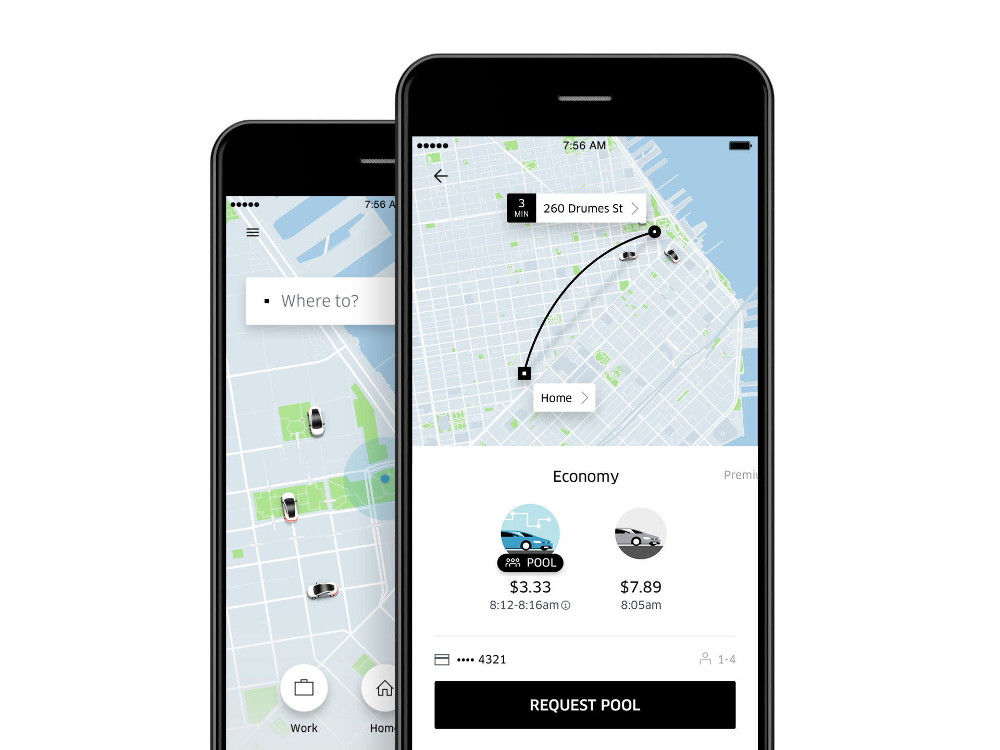 7:56 A
Where to?
Work
Hom
7:56 AM
3
MIN
260 Drumes St
Home
Economy
Premiu
POOL
$3.33
8:12-8:16am
$7.89
8:05am
•••• 4321
1-4
REQUEST POOL